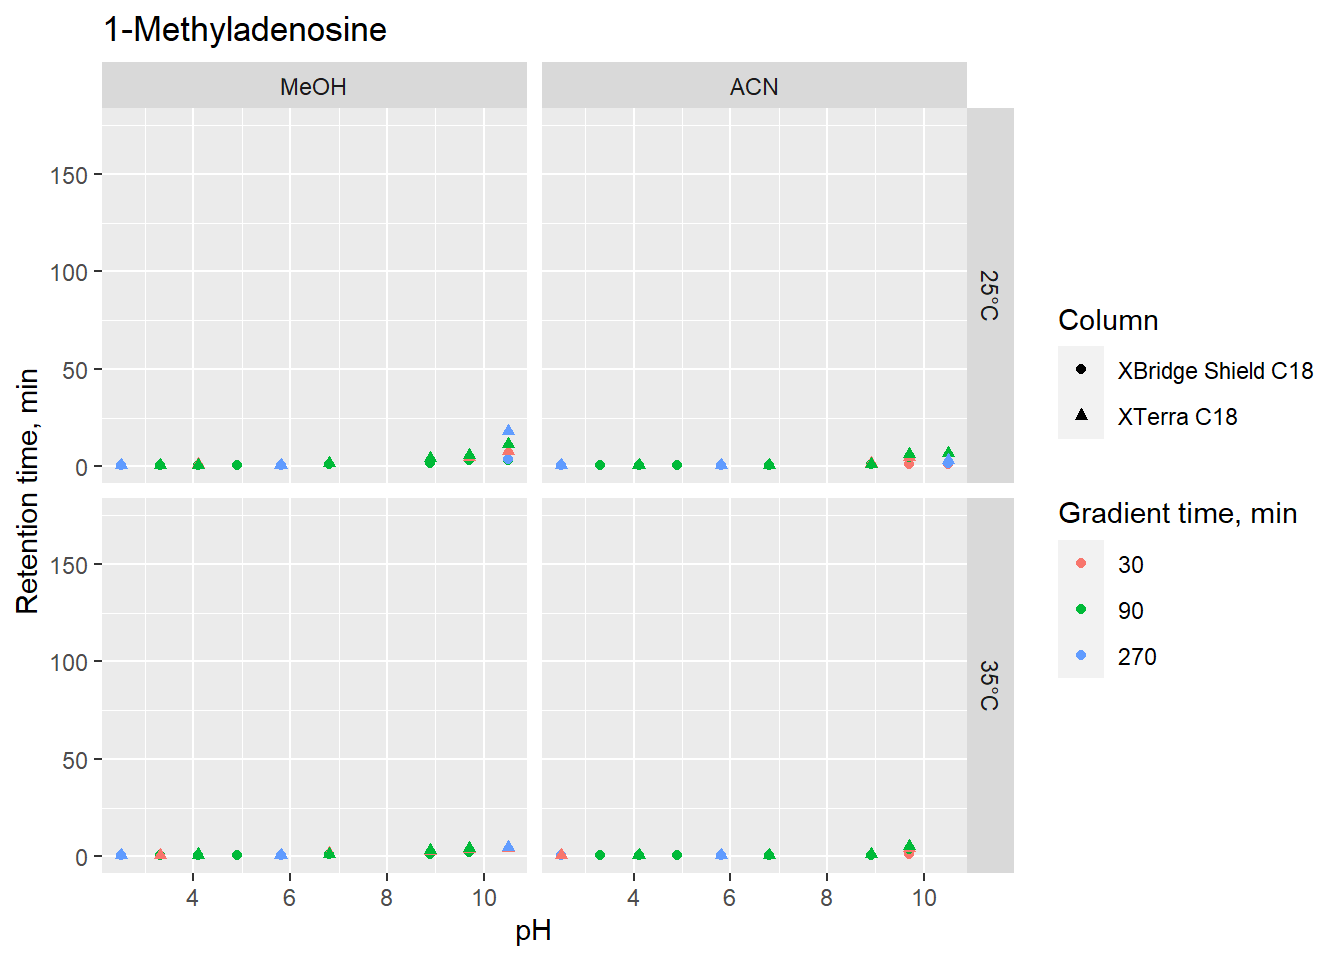 1-Methyladenosine
MeOH
ACN
150
100
50
0
25°C
150
100
50
0
35°C
4
6
8
10
4
6
8
10
pH
Retention time, min
Column
XBridge Shield C18
XTerra C18
Gradient time, min
30
90
270